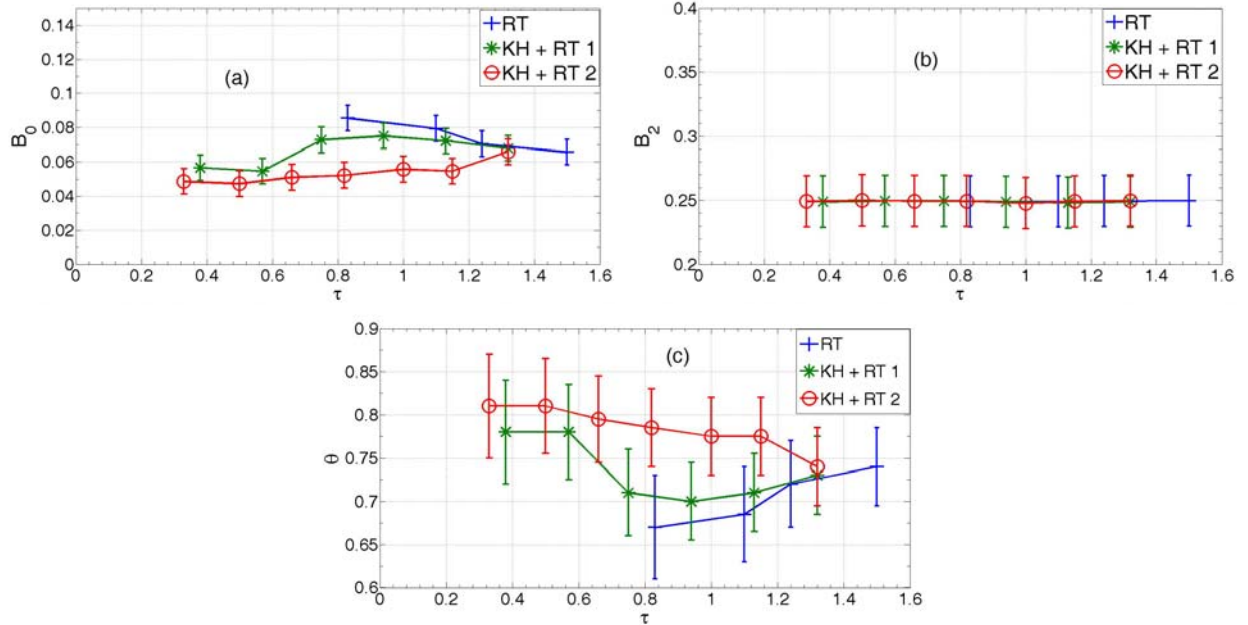 (a)
RT
KH + RT 1
KH + RT 2
B0
0.14
0.12
0.1
0.08
0.06
0.04
0.02
0
0 0.2 0.4 0.6 0.8 1 1.2 1.4 1.6
τ
(b)
RT
KH + RT 1
KH + RT 2
B2
0.4
0.35
0.3
0.25
0.2
0 0.2 0.4 0.6 0.8 1 1.2 1.4 1.6
τ
(c)
RT
KH + RT 1
KH + RT 2
θ
0.9
0.85
0.8
0.75
0.7
0.65
0.6
0 0.2 0.4 0.6 0.8 1 1.2 1.4 1.6
τ